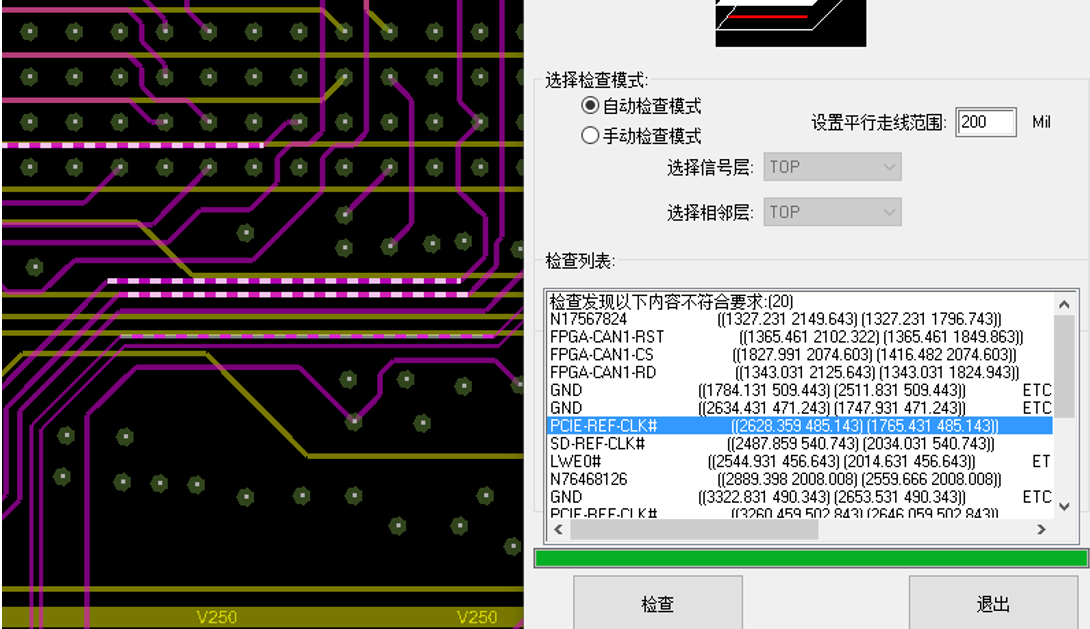 选择检查模式:
自动检查模式
手动检查模式
设置平行走线范围: 200 Mil
选择信号层: TOP
选择相邻层: TOP
检查列表:
检查发现以下内容不符合要求:(20)
N17567824 ((1327.231 2149.643) (1327.231 1796.743))
FPGA-CAN1-RST ((1365.461 2102.322) (1365.461 1849.863))
FPGA-CAN1-CS ((1827.991 2074.603) (1416.482 2074.603))
FPGA-CAN1-RD ((1343.031 2125.643) (1343.031 1824.943))
GND ((1784.131 509.443) (2511.831 509.443)) ETC
GND ((2634.431 471.243) (1747.931 471.243)) ETC
PCIE-REF-CLK# ((2628.359 485.143) (1765.431 485.143))
SD-REF-CLK# ((2487.859 540.743) (2034.031 540.743))
LWE0# ((2544.931 456.643) (2014.631 456.643)) ET
N76468126 ((2889.398 2008.008) (2559.666 2008.008))
GND ((3322.831 490.343) (2653.531 490.343)) ETC
PCIE-REF-CLK# ((3260.459 502.843) (2646.059 502.843))
检查
退出
V250
V250